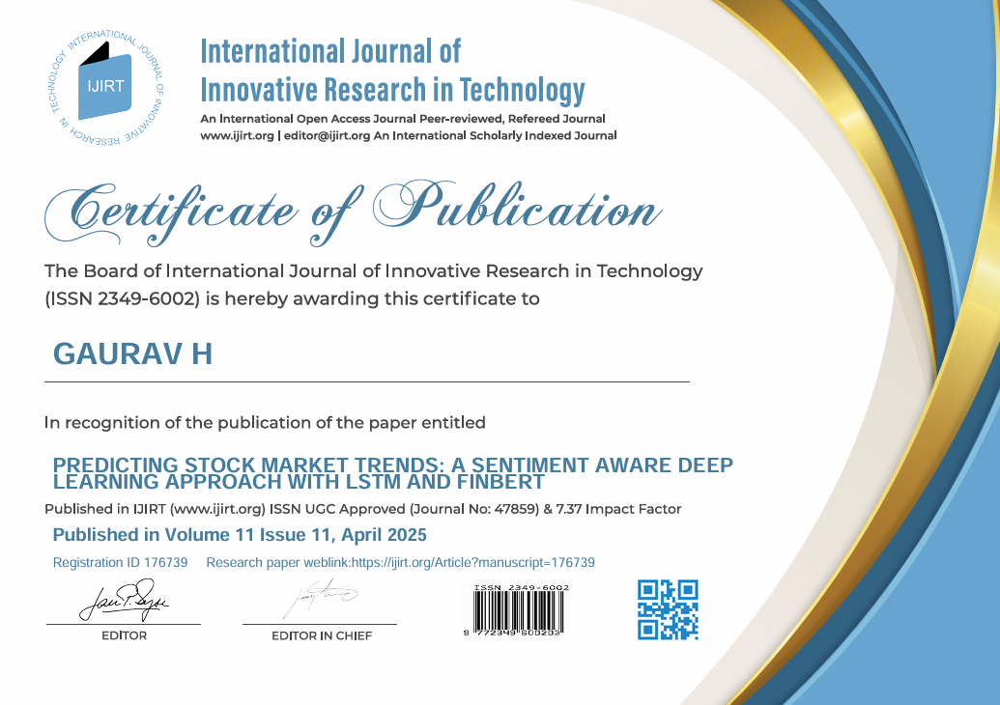 INTERNATIONAL JOURNAL OF INNOVATIVE RESEARCH IN TECHNOLOGY
IJIRT
International Journal of
Innovative Research in Technology
An International Open Access Journal Peer-reviewed, Refereed Journal
www.ijirt.org | editor@ijirt.org An International Scholarly Indexed Journal
Certificate of Publication
The Board of International Journal of Innovative Research in Technology
(ISSN 2349-6002) is hereby awarding this certificate to
GAURAV H
In recognition of the publication of the paper entitled
PREDICTING STOCK MARKET TRENDS: A SENTIMENT AWARE DEEP
LEARNING APPROACH WITH LSTM AND FINBERT
Published in IJIRT (www.ijirt.org) ISSN UGC Approved (Journal No: 47859) & 7.37 Impact Factor
Published in Volume 11 Issue 11, April 2025
Registration ID 176739 Research paper weblink:https://ijirt.org/Article?manuscript=176739
EDITOR
EDITOR IN CHIEF
ISSN 2349-6002
9 772349 600203